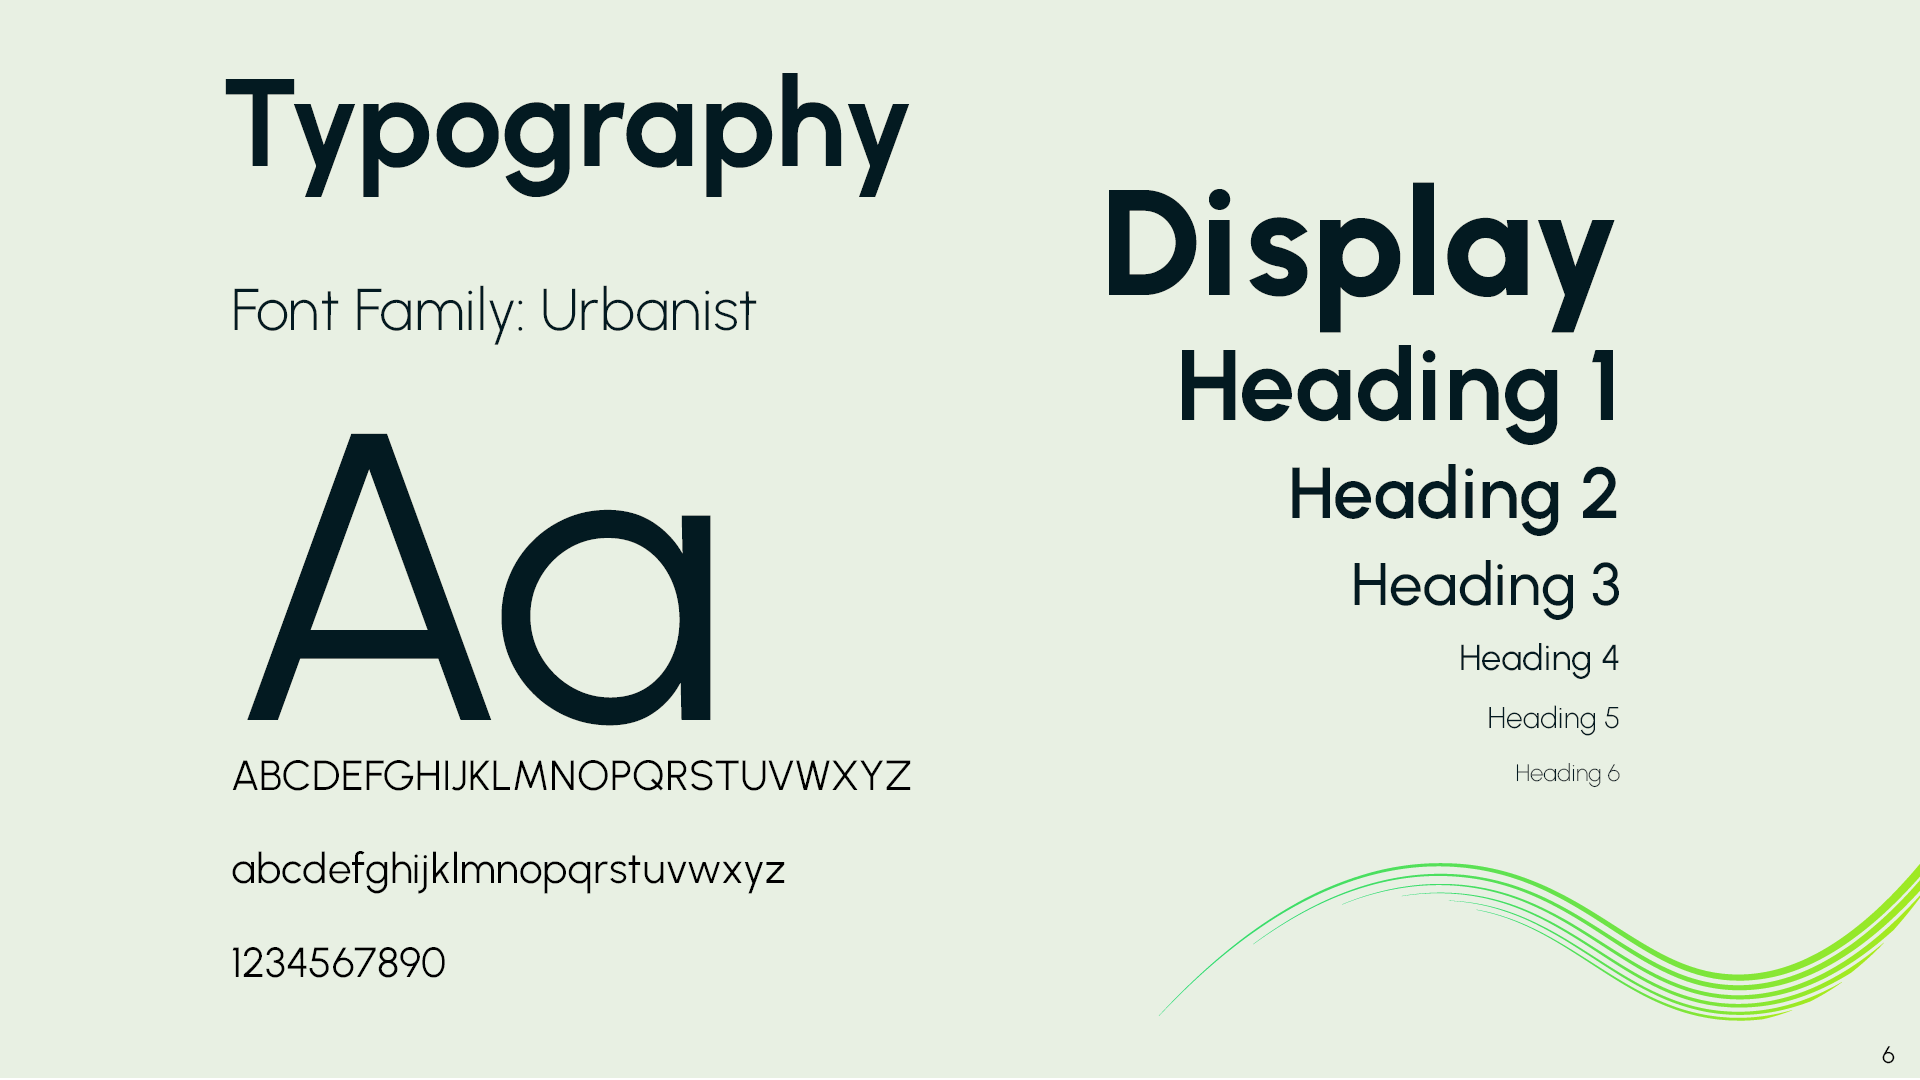 Typography
Font Family: Urbanist
Aa
ABCDEFGHIJKLMNOPQRSTUVWXYZ
abcdefghijklmnopqrstuvwxyz
1234567890
Display
Heading 1
Heading 2
Heading 3
Heading 4
Heading 5
Heading 6
6